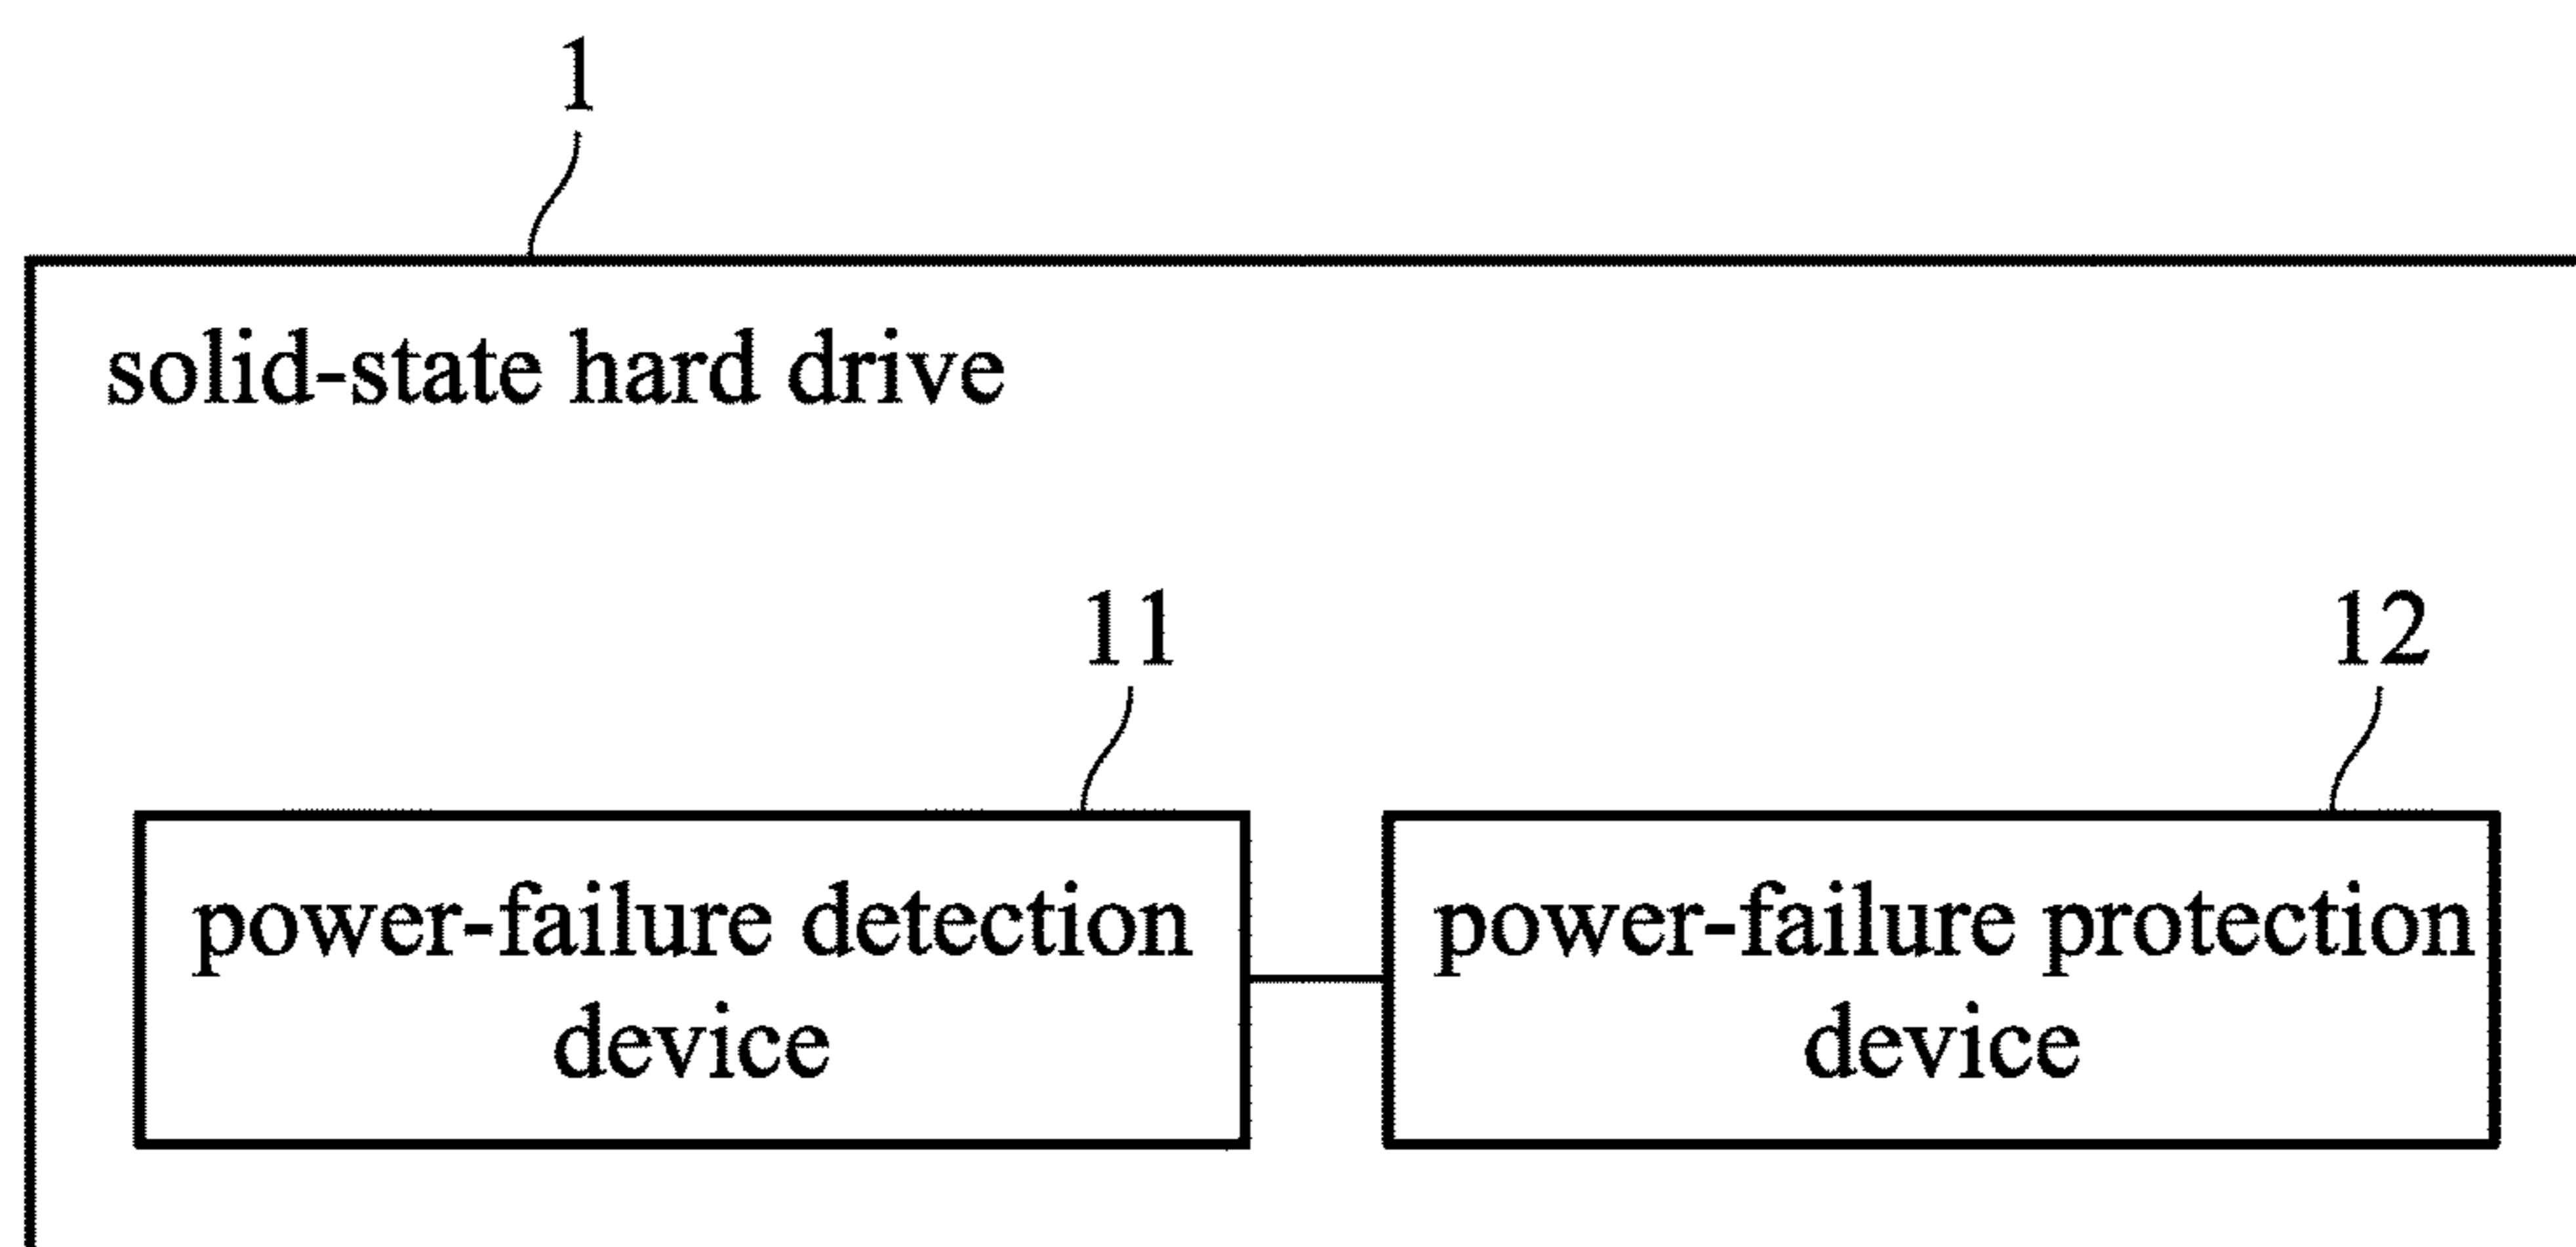 1
solid-state hard drive
11
12
power-failure detection
device
power-failure protection
device